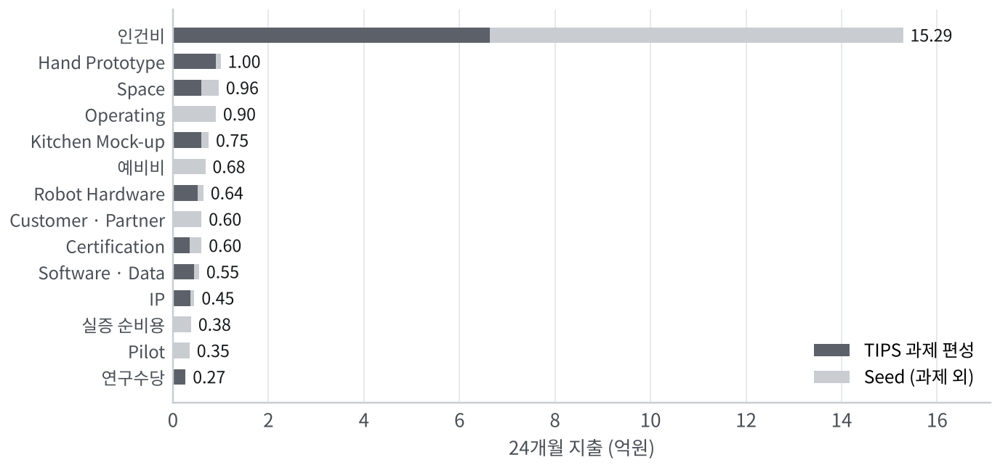 인건비 15.29
Hand Prototype 1.00
Space 0.96
Operating 0.90
Kitchen Mock-up 0.75
예비비 0.68
Robot Hardware 0.64
Customer · Partner 0.60
Certification 0.60
Software · Data 0.55
IP 0.45
실증 순비용 0.38
Pilot 0.35
연구수당 0.27
TIPS 과제 편성
Seed (과제 외)
0 2 4 6 8 10 12 14 16
24개월 지출 (억원)